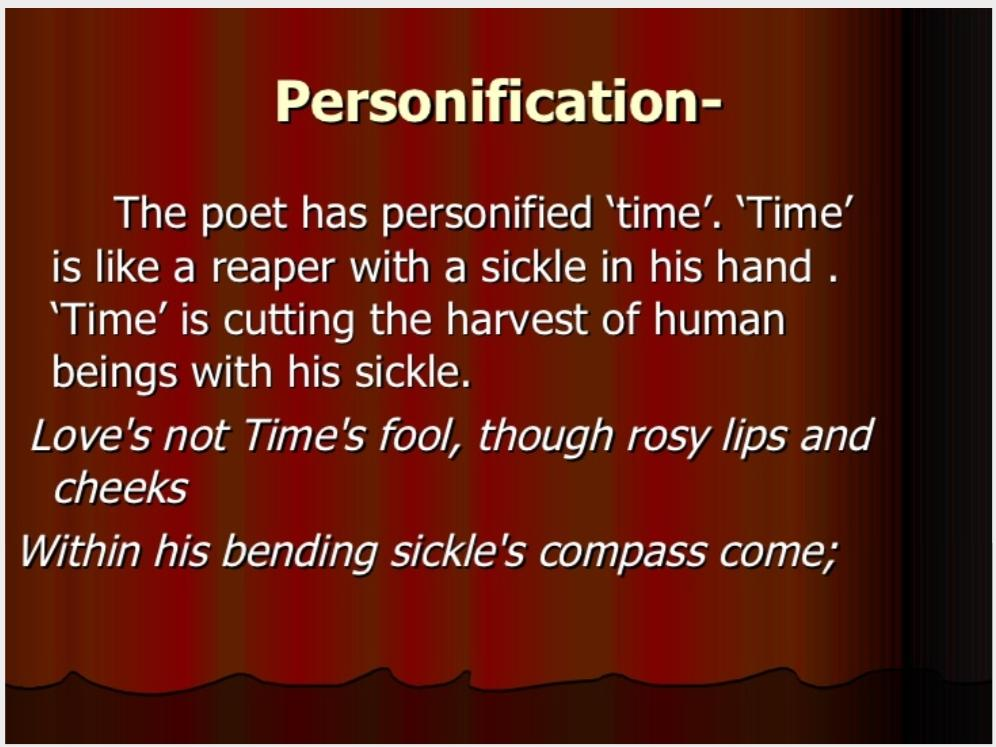 Personification-
The poet has personified ‘time’. ‘Time’
is like a reaper with a sickle in his hand .
‘Time’ is cutting the harvest of human
beings with his sickle.
Love's not Time's fool, though rosy lips and
cheeks
Within his bending sickle's compass come;